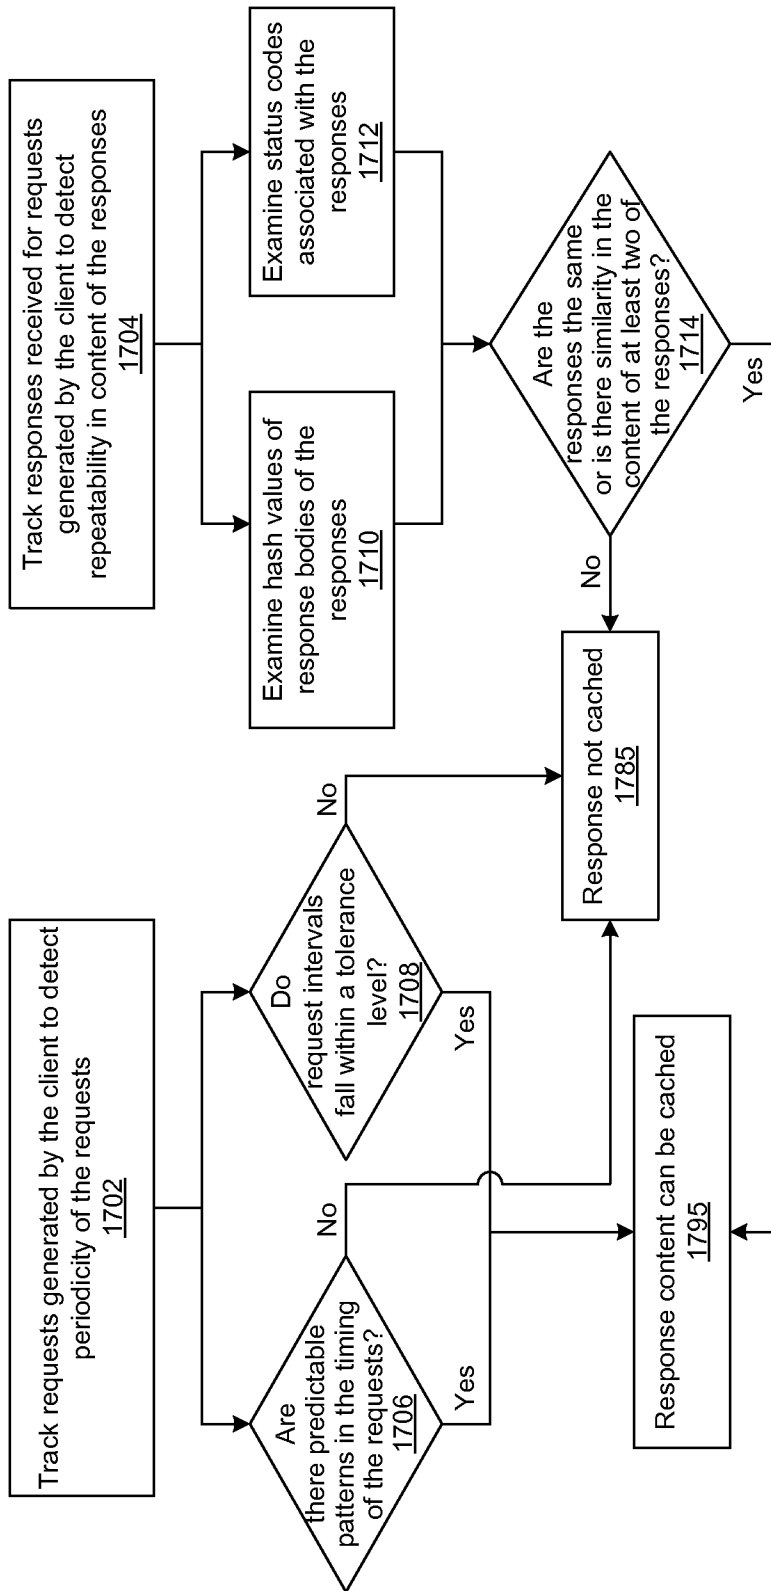 Track requests generated by the client to detect
periodicity of the requests
1702
Are
there predictable
patterns in the timing
of the requests?
1706
No
Yes
Do
request intervals
fall within a tolerance
level?
1708
No
Yes
Response content can be cached
1795
Response not cached
1785
Track responses received for requests
generated by the client to detect
repeatability in content of the responses
1704
Examine hash values of
response bodies of the
responses
1710
Examine status codes
associated with the
responses
1712
Are the
responses the same
or is there similarity in the
content of at least two of
the responses?
1714
No
Yes